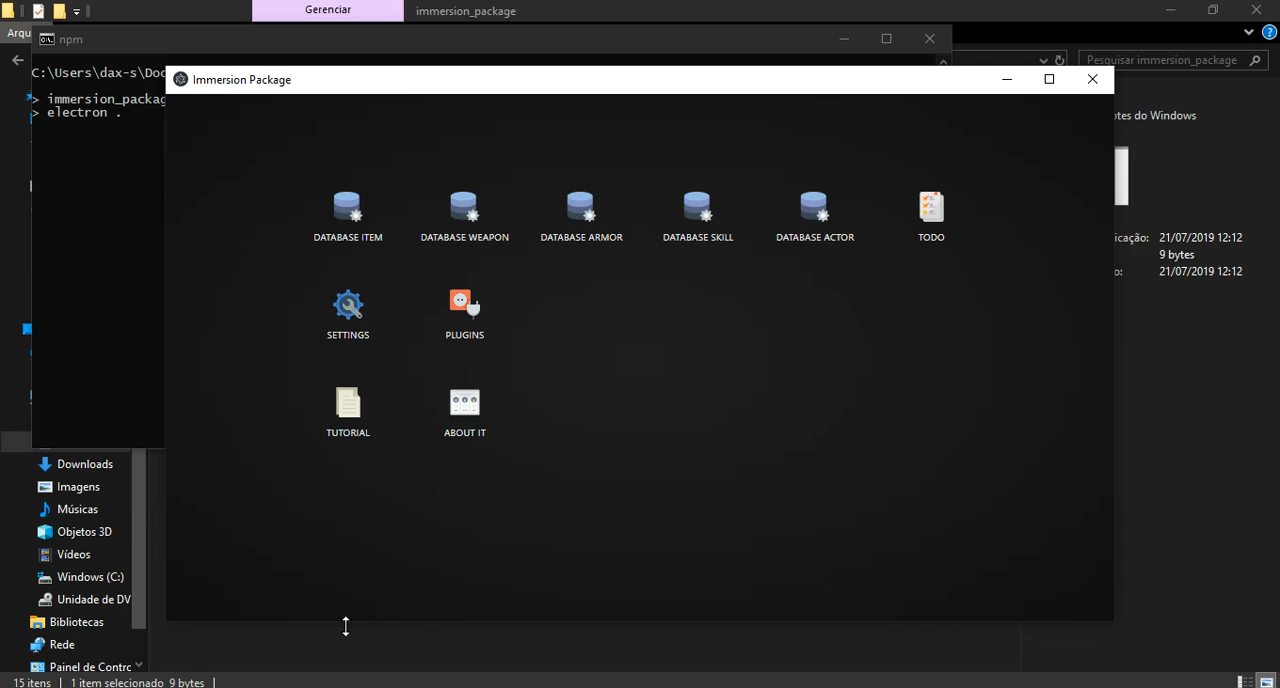 Gerenciar
immersion_package
Arqu
npm
Pesquisar immersion_package
C:\Users\dax-s\Doc
Immersion Package
> immersion_packag
> electron .
tes do Windows
DATABASE ITEM
DATABASE WEAPON
DATABASE ARMOR
DATABASE SKILL
DATABASE ACTOR
TODO
icação: 21/07/2019 12:12
9 bytes
o: 21/07/2019 12:12
SETTINGS
PLUGINS
TUTORIAL
ABOUT IT
Downloads
Imagens
Músicas
Objetos 3D
Vídeos
Windows (C:)
Unidade de DV
Bibliotecas
Rede
Painel de Contro
15 itens
1 item selecionado 9 bytes